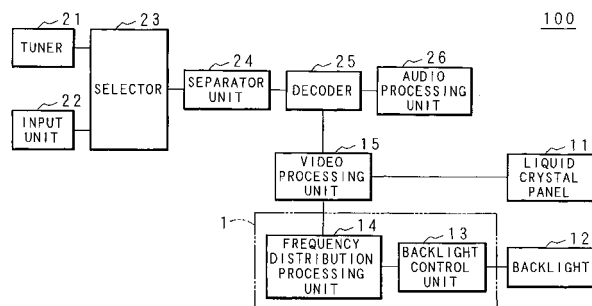 100
21
TUNER
22
INPUT
UNIT
23
SELECTOR
24
SEPARATOR
UNIT
25
DECODER
26
AUDIO
PROCESSING
UNIT
15
VIDEO
PROCESSING
UNIT
11
LIQUID
CRYSTAL
PANEL
1
14
FREQUENCY
DISTRIBUTION
PROCESSING
UNIT
13
BACKLIGHT
CONTROL
UNIT
12
BACKLIGHT